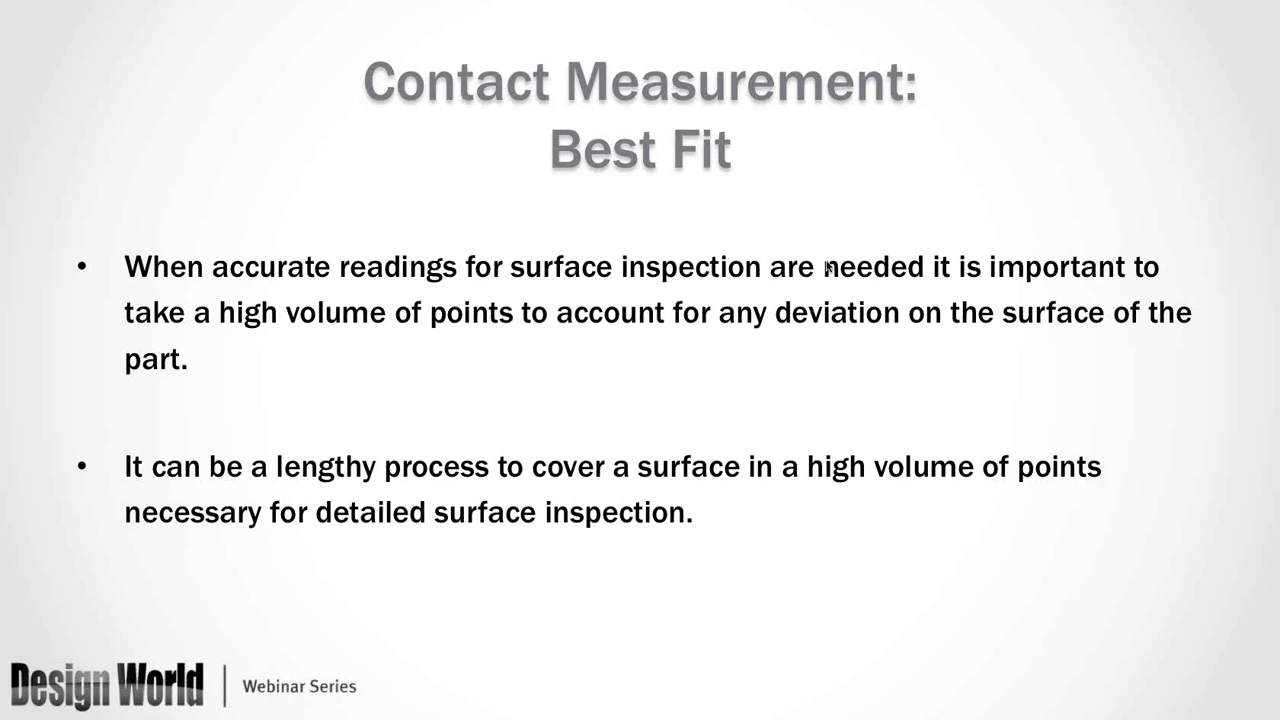 Contact Measurement:
Best Fit
• When accurate readings for surface inspection are needed it is important to
take a high volume of points to account for any deviation on the surface of the
part.
• It can be a lengthy process to cover a surface in a high volume of points
necessary for detailed surface inspection.
Design World | Webinar Series